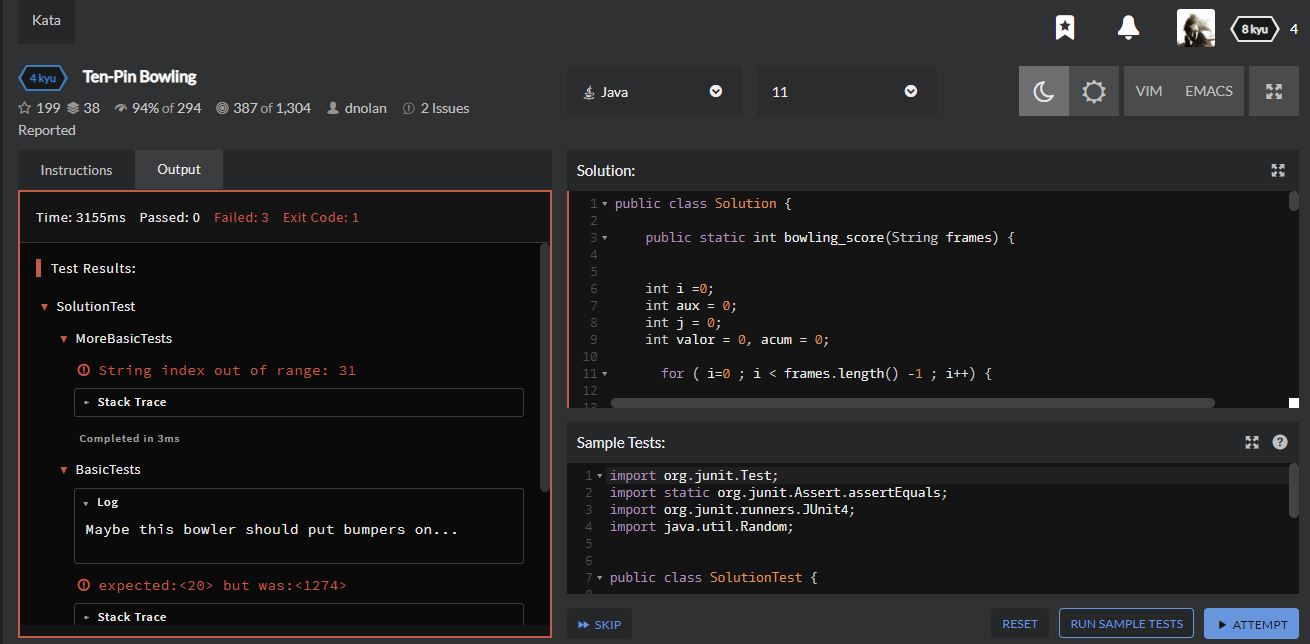 Kata
8 kyu 4
4 kyu Ten-Pin Bowling
199 38 94% of 294 387 of 1,304 dnolan 2 Issues
Reported
Java
11
VIM EMACS
Instructions Output
Time: 3155ms Passed: 0 Failed: 3 Exit Code: 1
Test Results:
SolutionTest
MoreBasicTests
String index out of range: 31
Stack Trace
Completed in 3ms
BasicTests
Log
Maybe this bowler should put bumpers on...
expected:<20> but was:<1274>
Stack Trace
Solution:
1 public class Solution {
2
3 public static int bowling_score(String frames) {
4
5
6 int i =0;
7 int aux = 0;
8 int j = 0;
9 int valor = 0, acum = 0;
10
11 for ( i=0 ; i < frames.length() -1 ; i++) {
12
Sample Tests:
1 import org.junit.Test;
2 import static org.junit.Assert.assertEquals;
3 import org.junit.runners.JUnit4;
4 import java.util.Random;
5
6
7 public class SolutionTest {
SKIP
RESET
RUN SAMPLE TESTS
ATTEMPT